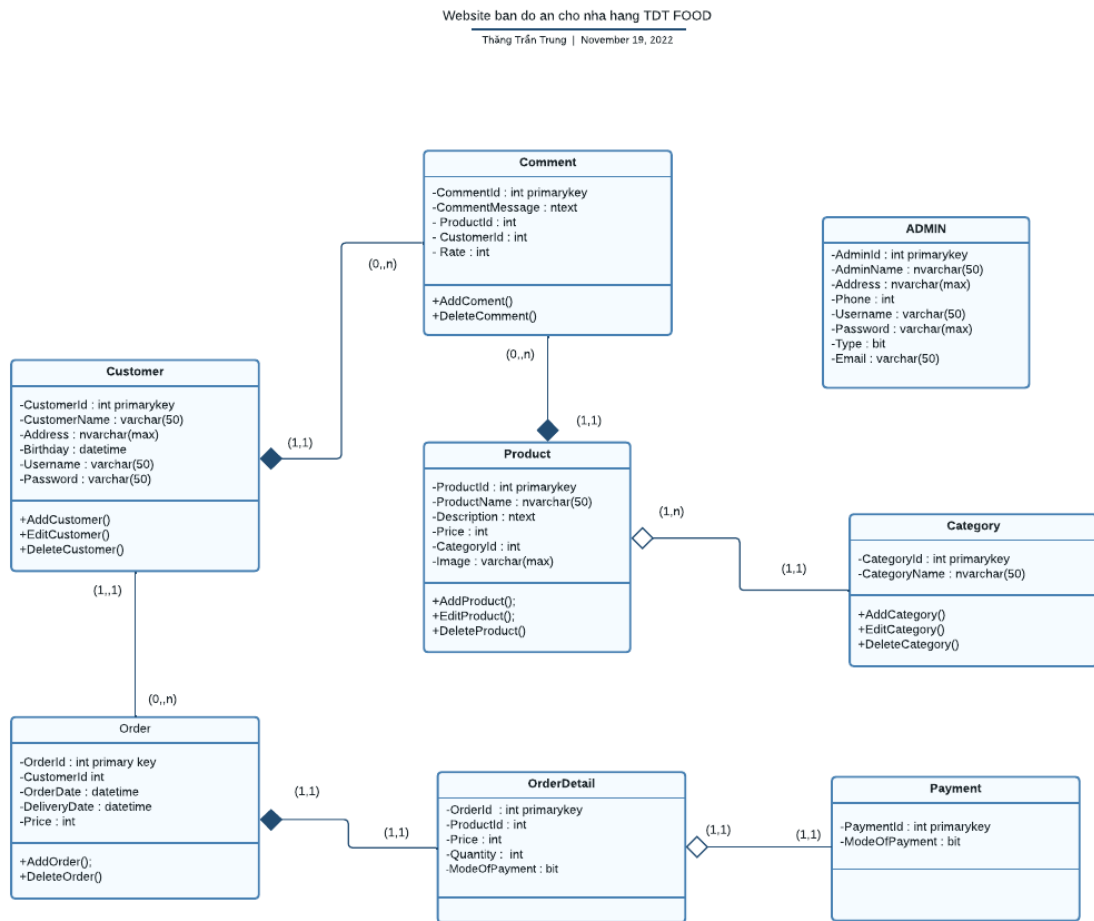 Website ban do an cho nha hang TDT FOOD
Thăng Trần Trung | November 19, 2022
Comment
-CommentId : int primarykey
-CommentMessage : ntext
- ProductId : int
- CustomerId : int
- Rate : int
+AddComent()
+DeleteComment()
(0,,n)
(0,,n)
ADMIN
-AdminId : int primarykey
-AdminName : nvarchar(50)
-Address : nvarchar(max)
-Phone : int
-Username : varchar(50)
-Password : varchar(max)
-Type : bit
-Email : varchar(50)
Customer
-CustomerId : int primarykey
-CustomerName : varchar(50)
-Address : nvarchar(max)
-Birthday : datetime
-Username : varchar(50)
-Password : varchar(50)
+AddCustomer()
+EditCustomer()
+DeleteCustomer()
(1,1)
(1,1)
Product
-ProductId : int primarykey
-ProductName : nvarchar(50)
-Description : ntext
-Price : int
-CategoryId : int
-Image : varchar(max)
+AddProduct();
+EditProduct();
+DeleteProduct()
(1,n)
(1,1)
Category
-CategoryId : int primarykey
-CategoryName : nvarchar(50)
+AddCategory()
+EditCategory()
+DeleteCategory()
(1,,1)
(0,,n)
Order
-OrderId : int primary key
-CustomerId int
-OrderDate : datetime
-DeliveryDate : datetime
-Price : int
+AddOrder();
+DeleteOrder()
(1,1)
(1,1)
OrderDetail
-OrderId : int primarykey
-ProductId : int
-Price : int
-Quantity : int
-ModeOfPayment : bit
(1,1)
(1,1)
Payment
-PaymentId : int primarykey
-ModeOfPayment : bit